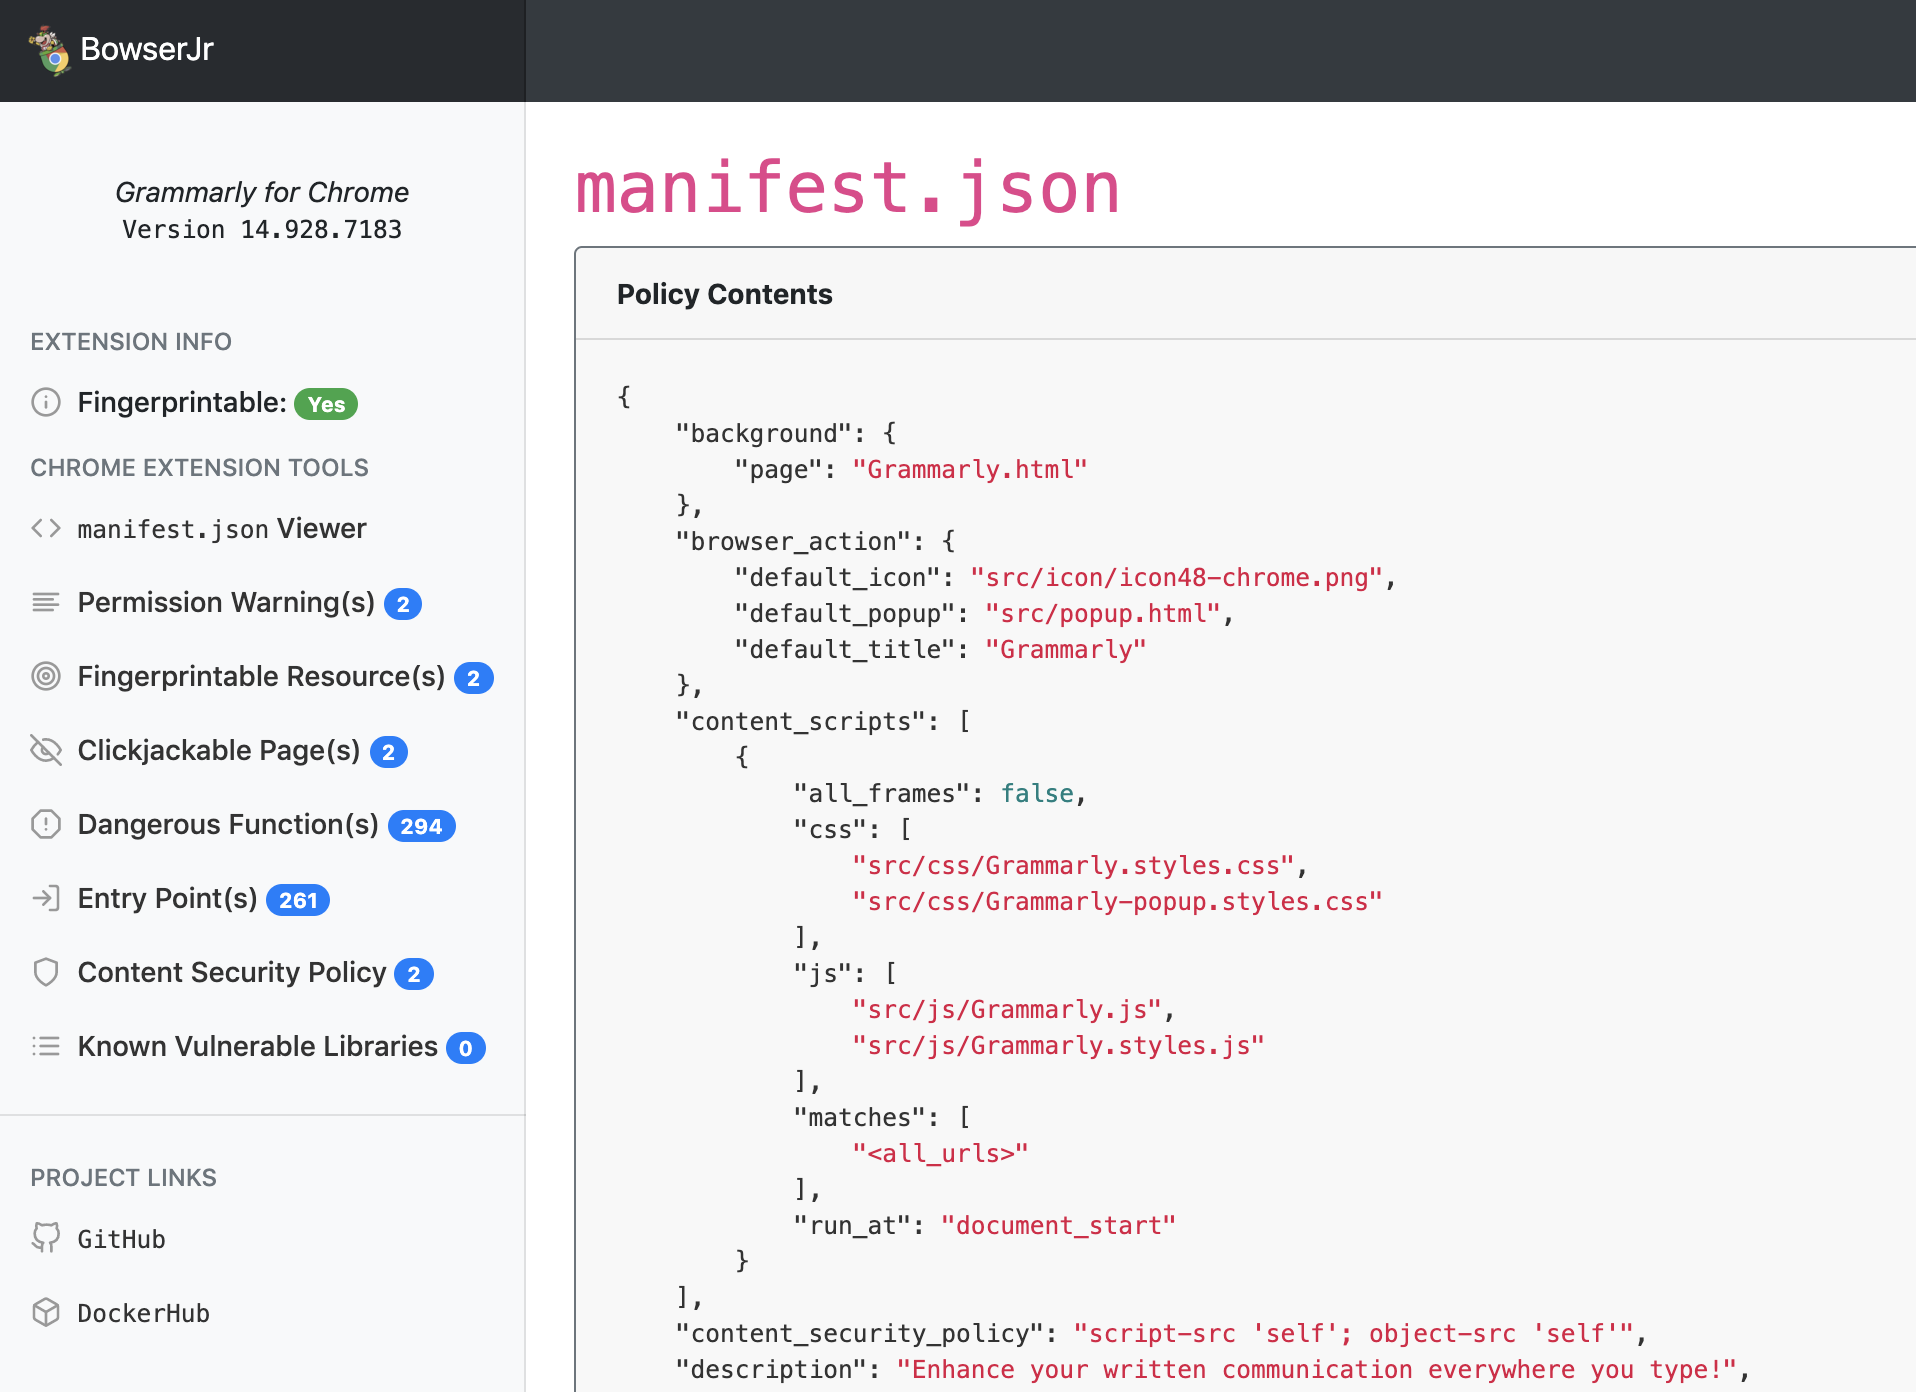 BowserJr
Grammarly for Chrome
Version 14.928.7183
EXTENSION INFO
Fingerprintable: Yes
CHROME EXTENSION TOOLS
manifest.json Viewer
Permission Warning(s) 2
Fingerprintable Resource(s) 2
Clickjackable Page(s) 2
Dangerous Function(s) 294
Entry Point(s) 261
Content Security Policy 2
Known Vulnerable Libraries 0
PROJECT LINKS
GitHub
DockerHub
manifest.json
Policy Contents
{
    "background": {
        "page": "Grammarly.html"
    },
    "browser_action": {
        "default_icon": "src/icon/icon48-chrome.png",
        "default_popup": "src/popup.html",
        "default_title": "Grammarly"
    },
    "content_scripts": [
        {
            "all_frames": false,
            "css": [
                "src/css/Grammarly.styles.css",
                "src/css/Grammarly-popup.styles.css"
            ],
            "js": [
                "src/js/Grammarly.js",
                "src/js/Grammarly.styles.js"
            ],
            "matches": [
                "<all_urls>"
            ],
            "run_at": "document_start"
        }
    ],
    "content_security_policy": "script-src 'self'; object-src 'self'",
    "description": "Enhance your written communication everywhere you type!",